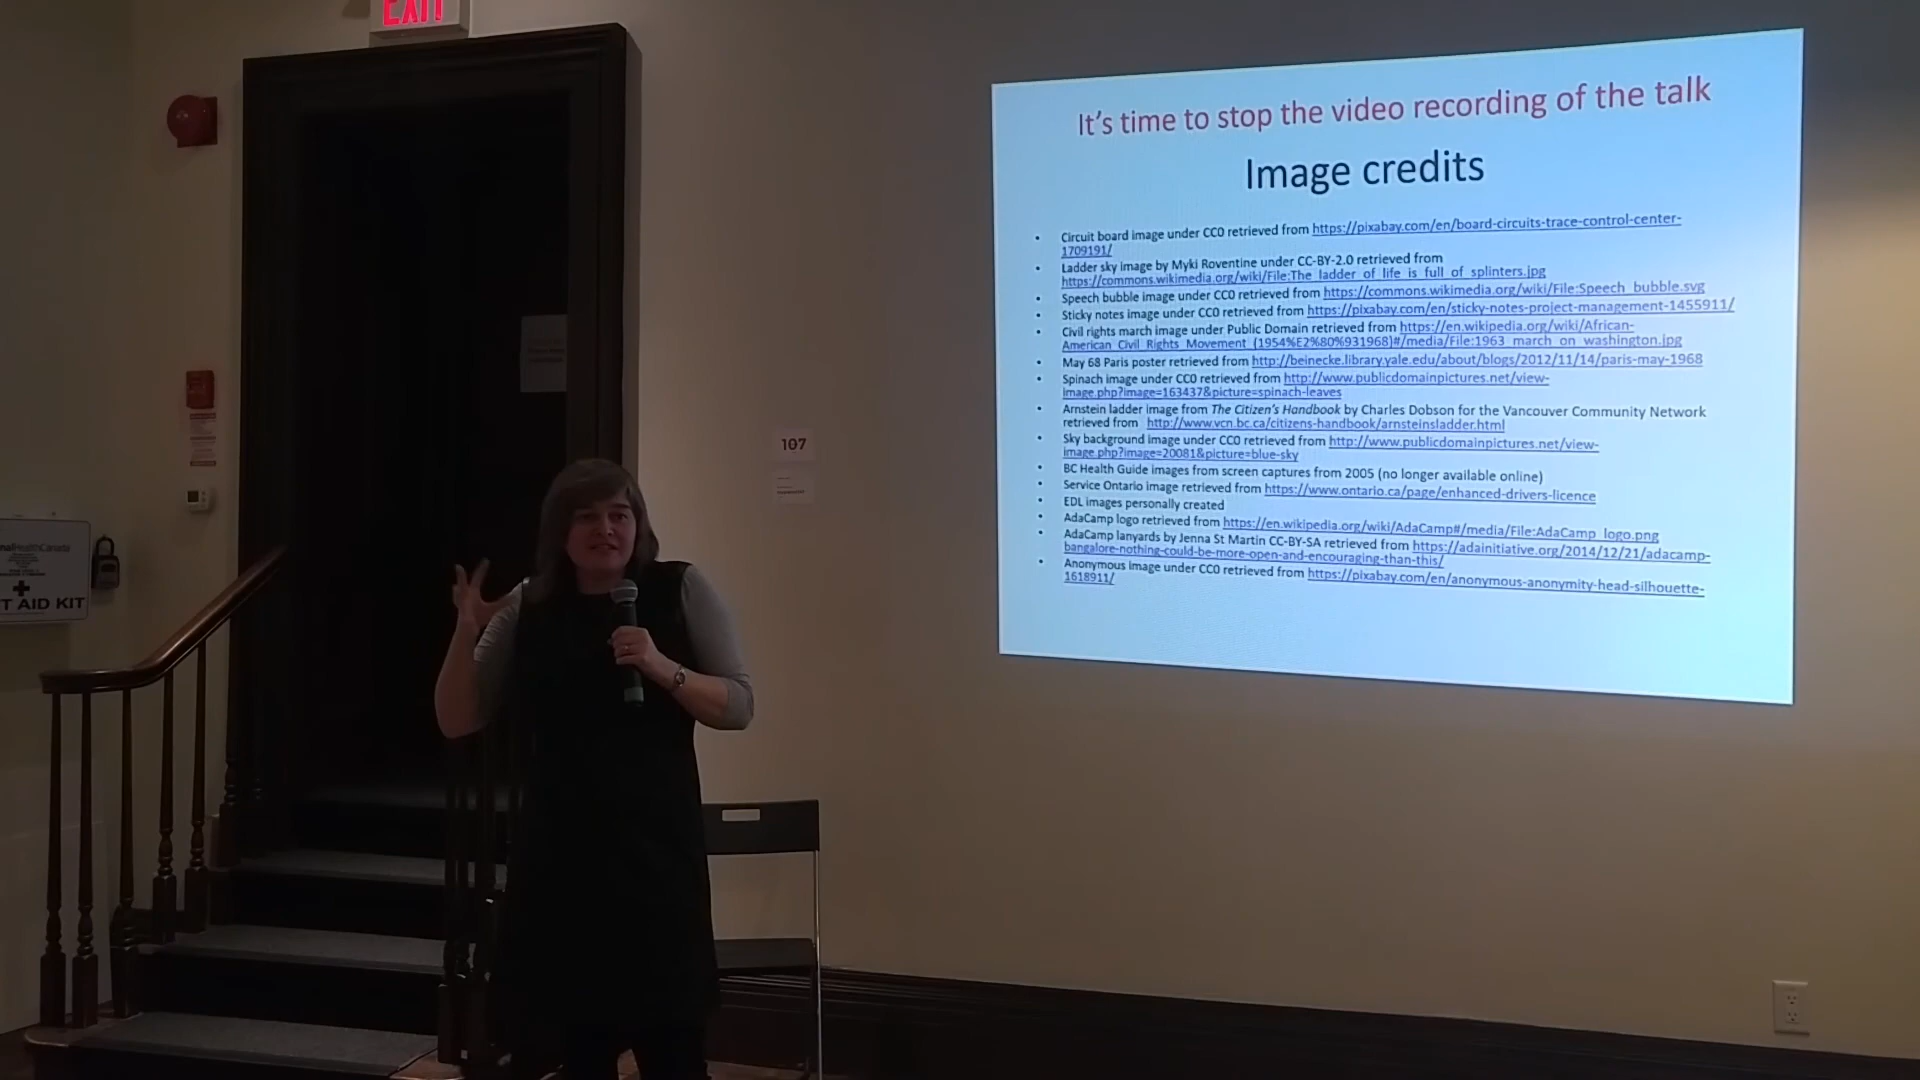 EXIT
It's time to stop the video recording of the talk
Image credits
• Circuit board image under CC0 retrieved from https://pixabay.com/en/board-circuits-trace-control-center-
1709191/
• Ladder sky image by Myki Roventine under CC-BY-2.0 retrieved from
https://commons.wikimedia.org/wiki/File:The_ladder_of_life_is_full_of_splinters.jpg
• Speech bubble image under CC0 retrieved from https://commons.wikimedia.org/wiki/File:Speech_bubble.svg
• Sticky notes image under CC0 retrieved from https://pixabay.com/en/sticky-notes-project-management-1455911/
• Civil rights march image under Public Domain retrieved from https://en.wikipedia.org/wiki/African-
American_Civil_Rights_Movement_(1954%E2%80%931968)#/media/File:1963_march_on_washington.jpg
• May 68 Paris poster retrieved from http://beinecke.library.yale.edu/about/blogs/2012/11/14/paris-may-1968
• Spinach image under CC0 retrieved from http://www.publicdomainpictures.net/view-
image.php?image=163437&picture=spinach-leaves
• Arnstein ladder image from The Citizen's Handbook by Charles Dobson for the Vancouver Community Network
retrieved from http://www.vcn.bc.ca/citizens-handbook/arnsteinsladder.html
• Sky background image under CC0 retrieved from http://www.publicdomainpictures.net/view-
image.php?image=20081&picture=blue-sky
• BC Health Guide images from screen captures from 2005 (no longer available online)
• Service Ontario image retrieved from https://www.ontario.ca/page/enhanced-drivers-licence
• EDL images personally created
• AdaCamp logo retrieved from https://en.wikipedia.org/wiki/AdaCamp#/media/File:AdaCamp_logo.png
• AdaCamp lanyards by Jenna St Martin CC-BY-SA retrieved from https://adainitiative.org/2014/12/21/adacamp-
bangalore-nothing-could-be-more-open-and-encouraging-than-this/
• Anonymous image under CC0 retrieved from https://pixabay.com/en/anonymous-anonymity-head-silhouette-
1618911/
107
nalHealthCanada
T AID KIT